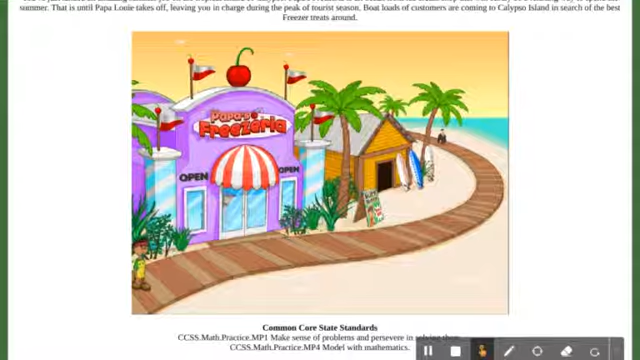 summer. That is until Papa Louie takes off, leaving you in charge during the peak of tourist season. Boat loads of customers are coming to Calypso Island in search of the best
Freezer treats around.
Papa's
Freezeria
OPEN
OPEN
Common Core State Standards
CCSS.Math.Practice.MP1 Make sense of problems and persevere in solving them.
CCSS.Math.Practice.MP4 Model with mathematics.